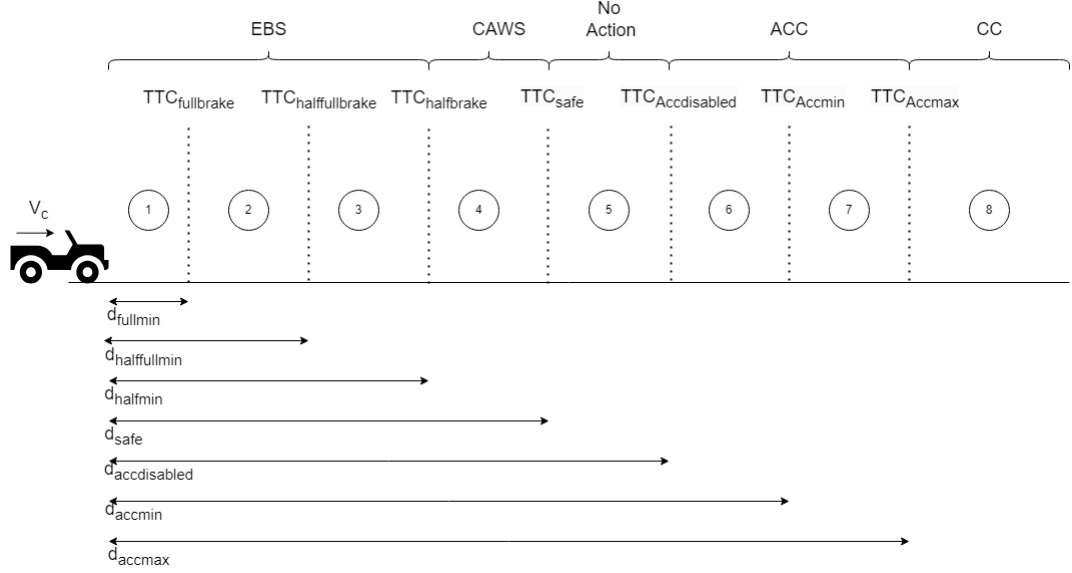 No
EBS CAWS Action ACC CC
TTCfullbrake TTChalffullbrake TTChalfbrake TTCsafe TTCAccdisabled TTCAccmin TTCAccmax
Vc 1 2 3 4 5 6 7 8
dfullmin
dhalffullmin
dhalfmin
dsafe
daccdisabled
daccmin
daccmax